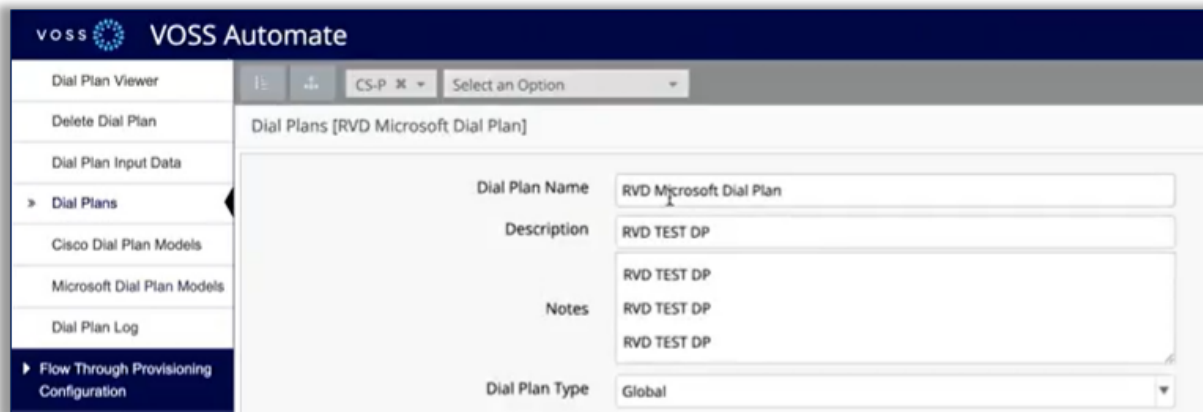 VOSS VOSS Automate
Dial Plan Viewer
Delete Dial Plan
Dial Plan Input Data
» Dial Plans
Cisco Dial Plan Models
Microsoft Dial Plan Models
Dial Plan Log
Flow Through Provisioning
Configuration
CS-P Select an Option
Dial Plans [RVD Microsoft Dial Plan]
Dial Plan Name RVD Microsoft Dial Plan
Description RVD TEST DP
Notes
RVD TEST DP
RVD TEST DP
RVD TEST DP
Dial Plan Type Global